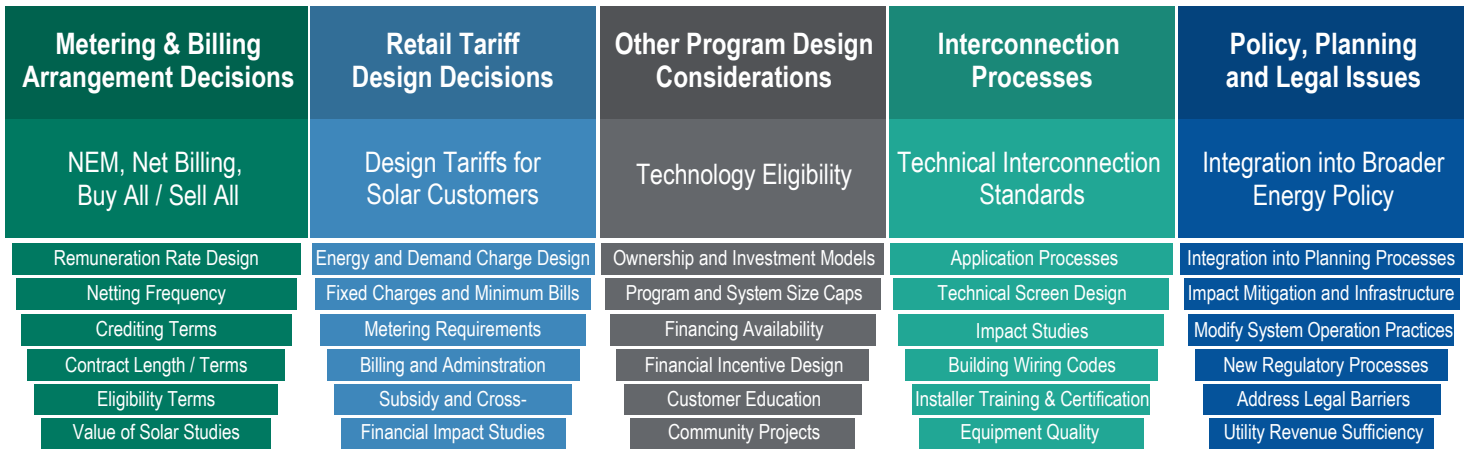 Metering & Billing
Arrangement Decisions
NEM, Net Billing,
Buy All / Sell All
Remuneration Rate Design
Netting Frequency
Crediting Terms
Contract Length / Terms
Eligibility Terms
Value of Solar Studies
Retail Tariff
Design Decisions
Design Tariffs for
Solar Customers
Energy and Demand Charge Design
Fixed Charges and Minimum Bills
Metering Requirements
Billing and Adminstration
Subsidy and Cross-
Financial Impact Studies
Other Program Design
Considerations
Technology Eligibility
Ownership and Investment Models
Program and System Size Caps
Financing Availability
Financial Incentive Design
Customer Education
Community Projects
Interconnection
Processes
Technical Interconnection
Standards
Application Processes
Technical Screen Design
Impact Studies
Building Wiring Codes
Installer Training & Certification
Equipment Quality
Policy, Planning
and Legal Issues
Integration into Broader
Energy Policy
Integration into Planning Processes
Impact Mitigation and Infrastructure
Modify System Operation Practices
New Regulatory Processes
Address Legal Barriers
Utility Revenue Sufficiency